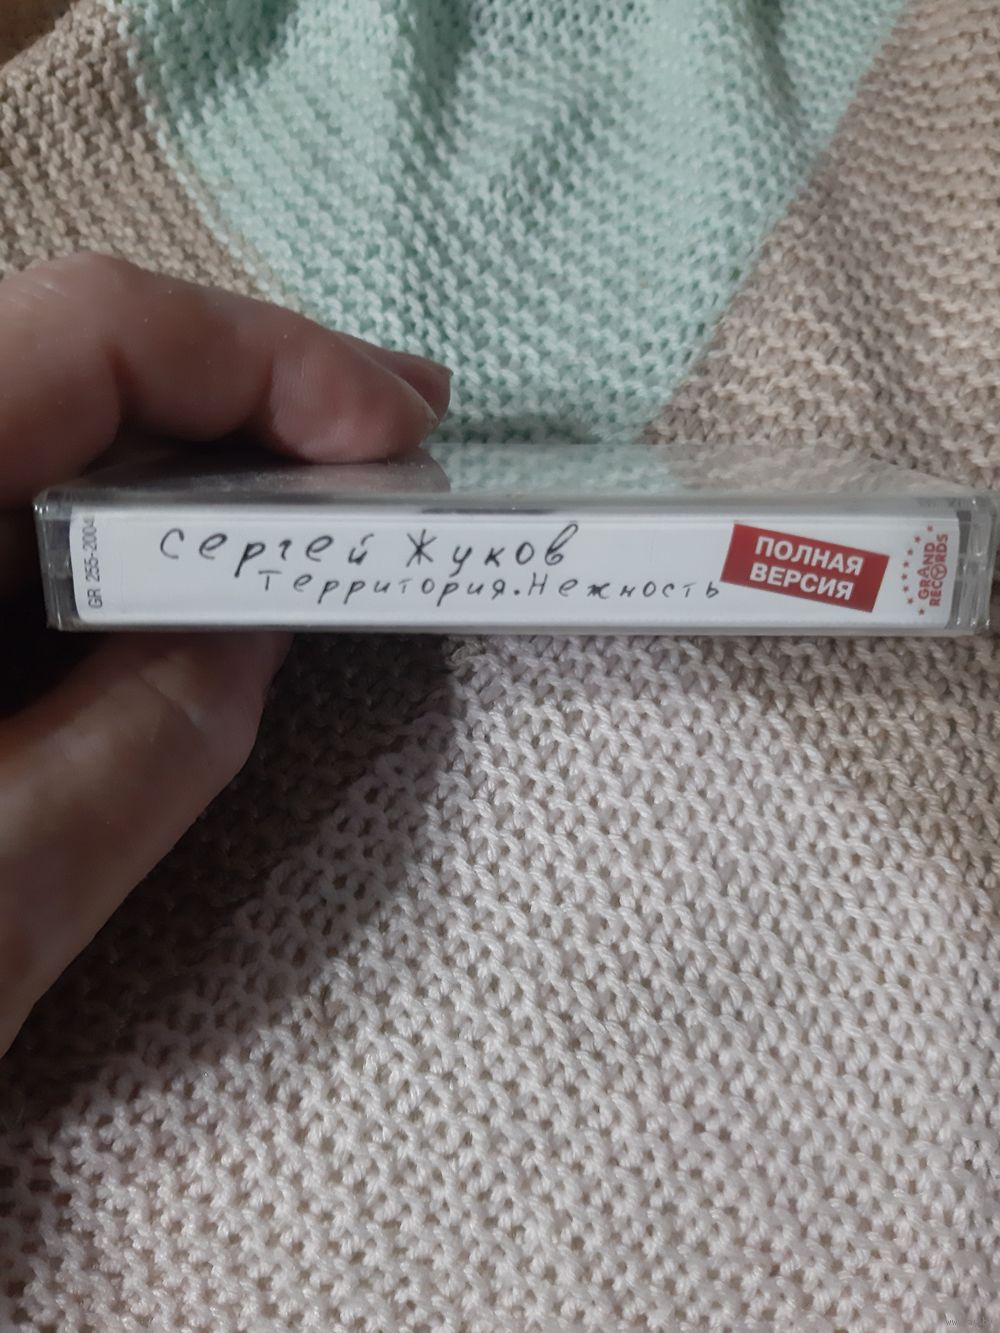 GR 255-2004
Сергей Жуков
Территория.Нежность
ПОЛНАЯ
ВЕРСИЯ
GRAND
RECORDS